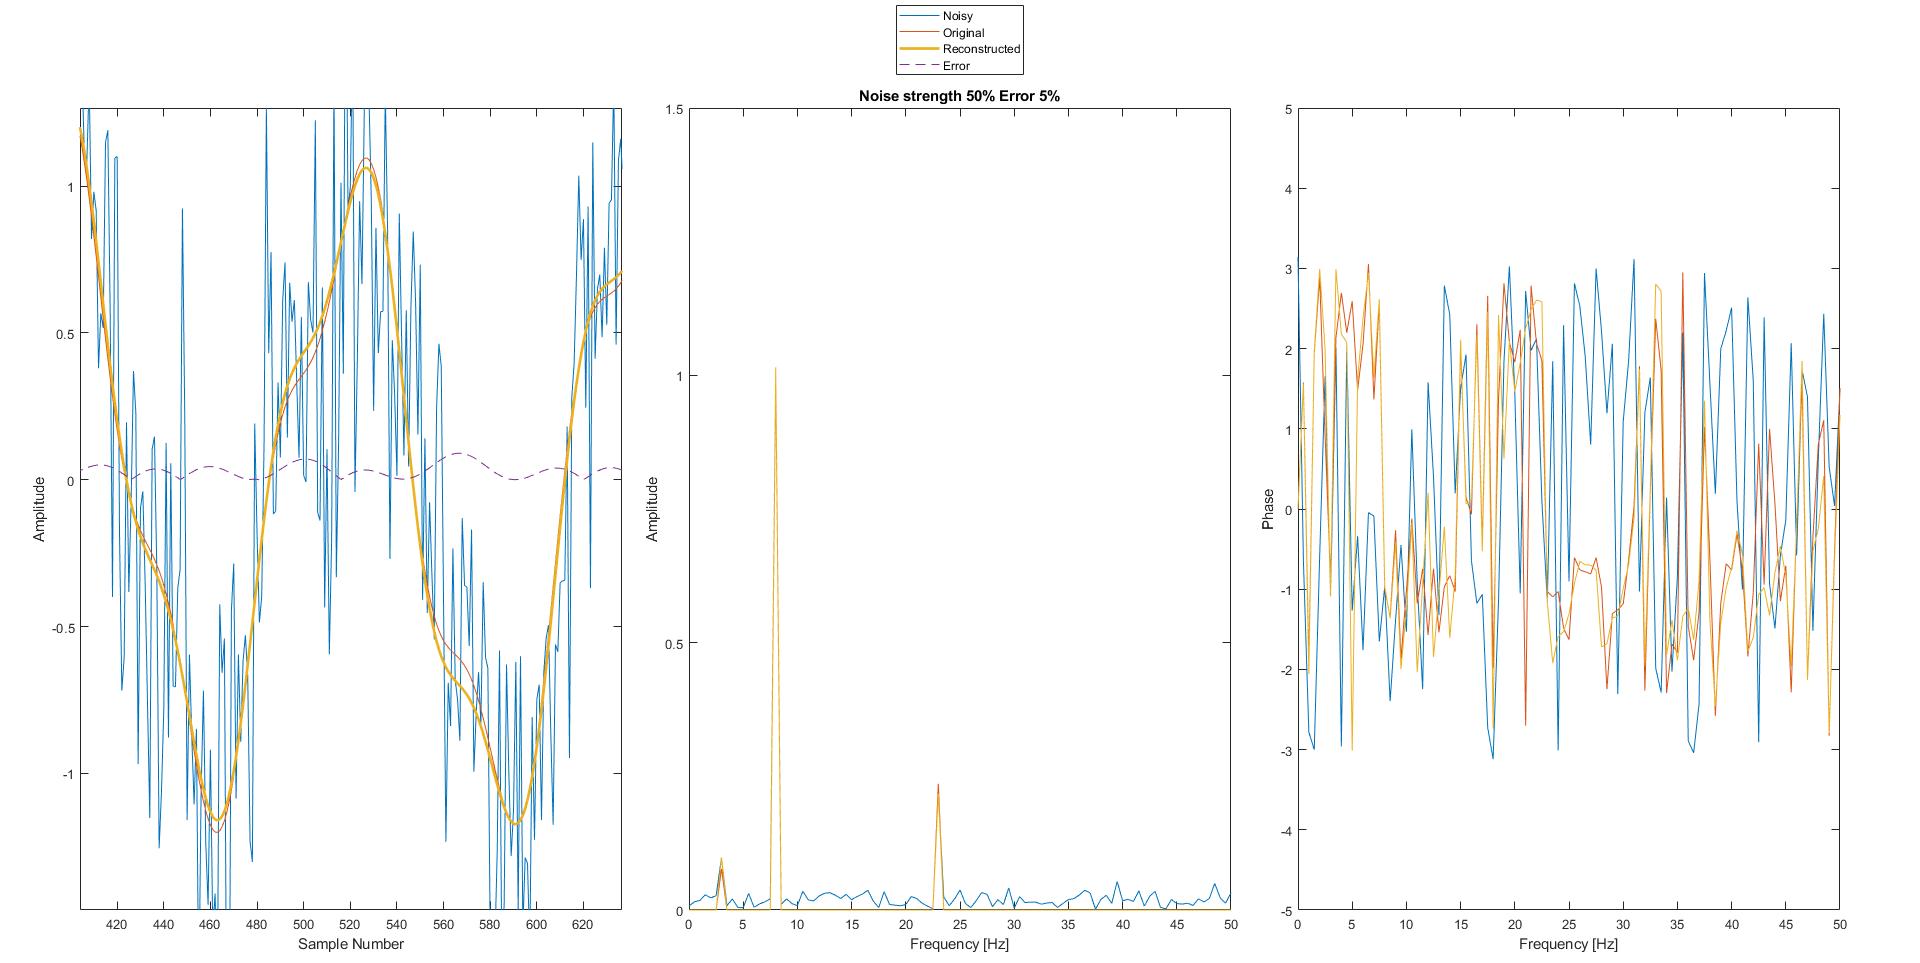 Noisy
Original
Reconstructed
Error
Noise strength 50% Error 5%
1
0.5
0
-0.5
-1
Amplitude
420 440 460 480 500 520 540 560 580 600 620
Sample Number
1.5
1
0.5
0
Amplitude
0 5 10 15 20 25 30 35 40 45 50
Frequency [Hz]
5
4
3
2
1
0
-1
-2
-3
-4
-5
Phase
0 5 10 15 20 25 30 35 40 45 50
Frequency [Hz]